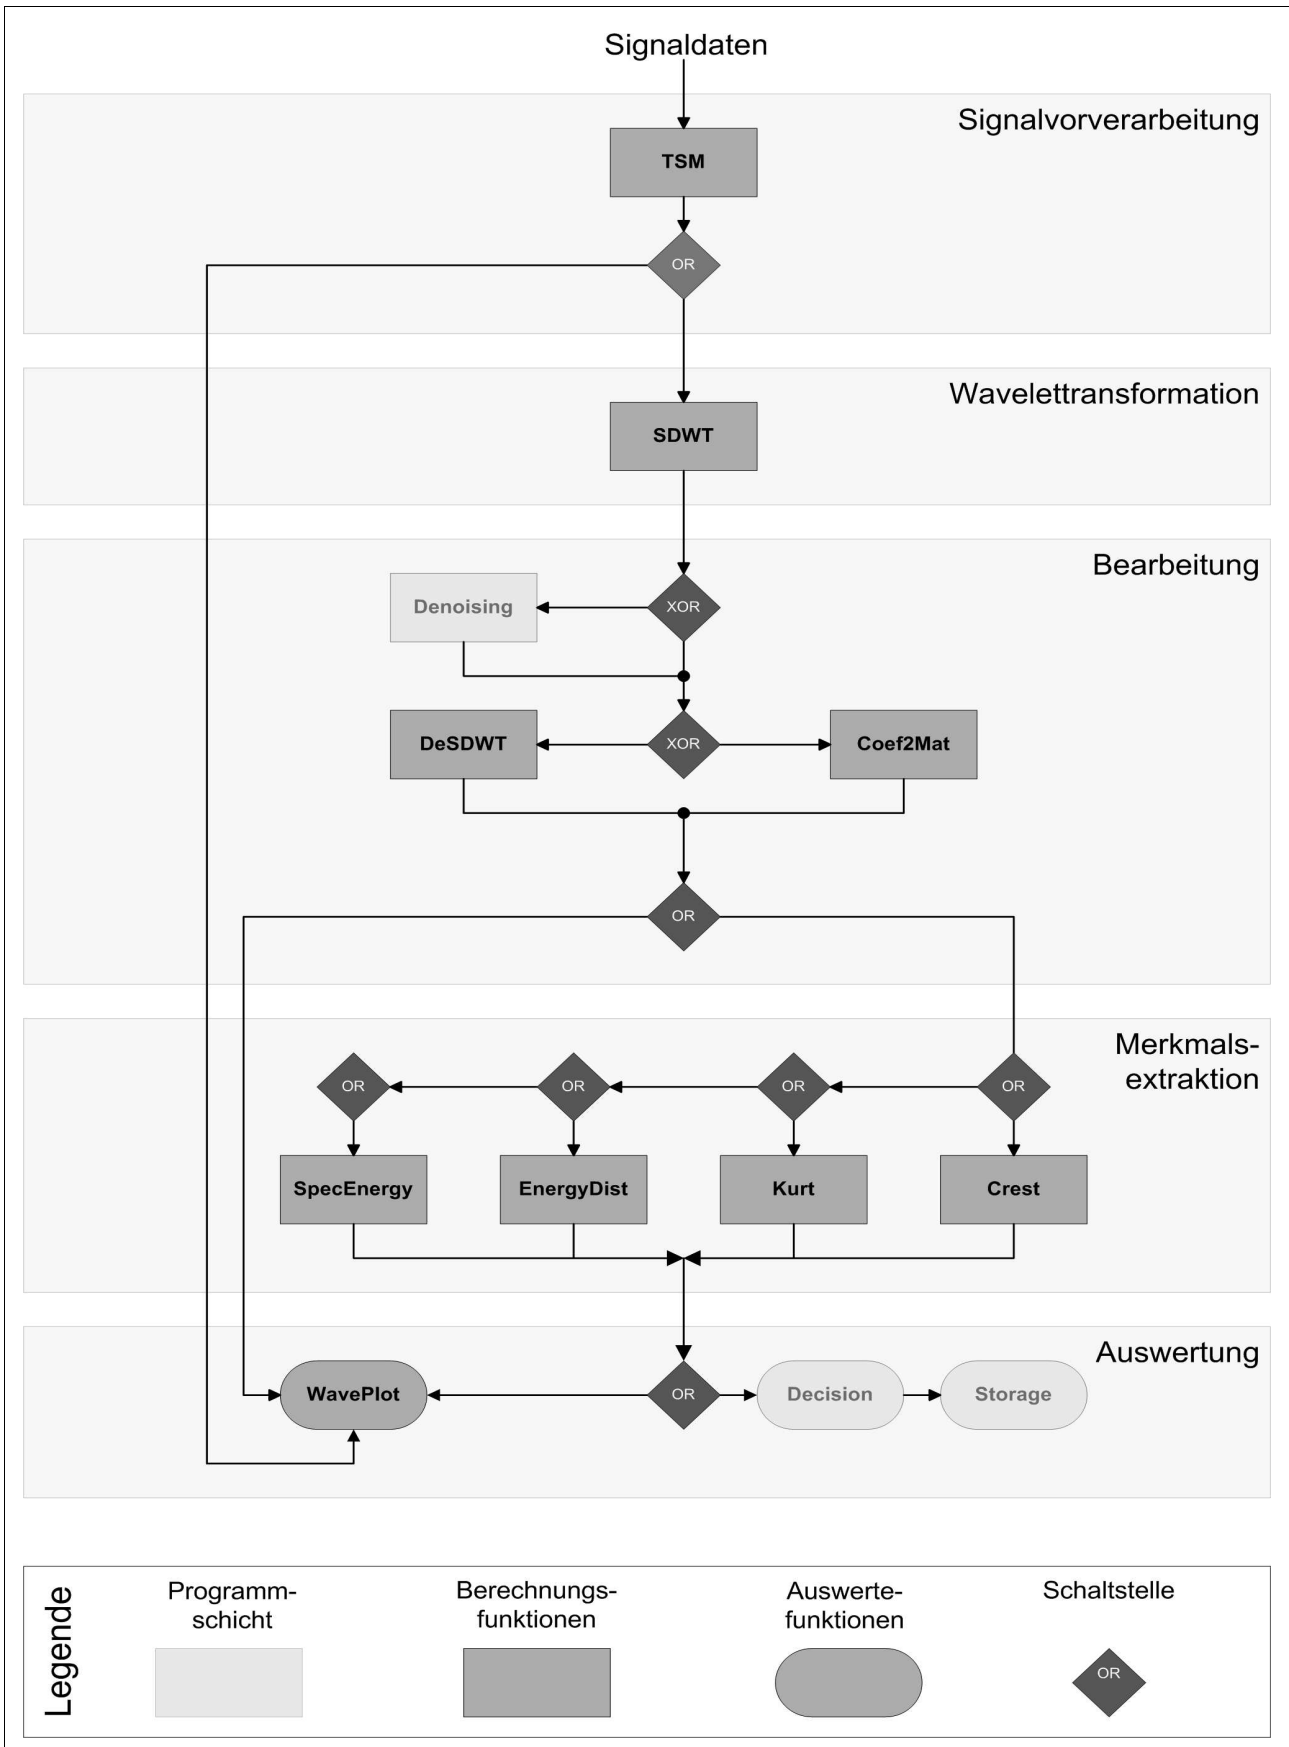 Signaldaten
Signalvorverarbeitung
TSM
OR
Wavelettransformation
SDWT
Bearbeitung
Denoising
XOR
DeSDWT
XOR
Coef2Mat
OR
Merkmals-
extraktion
OR
OR
OR
OR
SpecEnergy
EnergyDist
Kurt
Crest
Auswertung
WavePlot
OR
Decision
Storage
Legende
Programm-
schicht
Berechnungs-
funktionen
Auswerte-
funktionen
Schaltstelle
OR